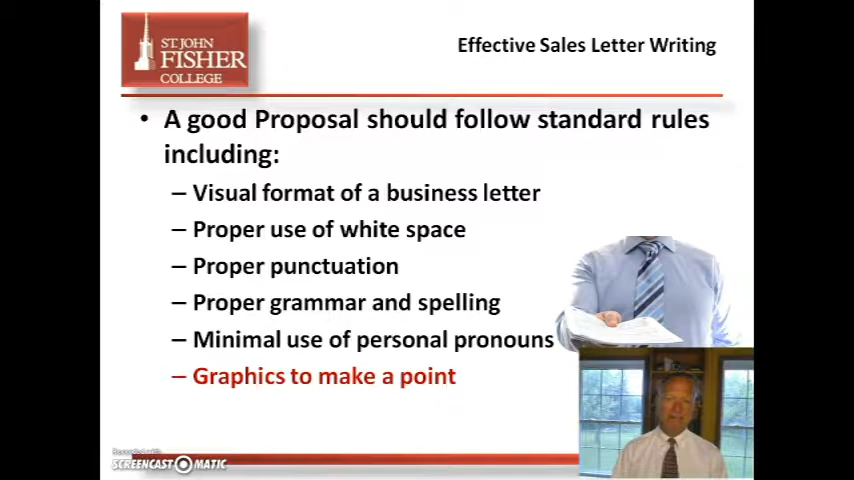 ST. JOHN
FISHER
COLLEGE
Effective Sales Letter Writing
• A good Proposal should follow standard rules
including:
– Visual format of a business letter
– Proper use of white space
– Proper punctuation
– Proper grammar and spelling
– Minimal use of personal pronouns
– Graphics to make a point
Recorded with
SCREENCAST MATIC